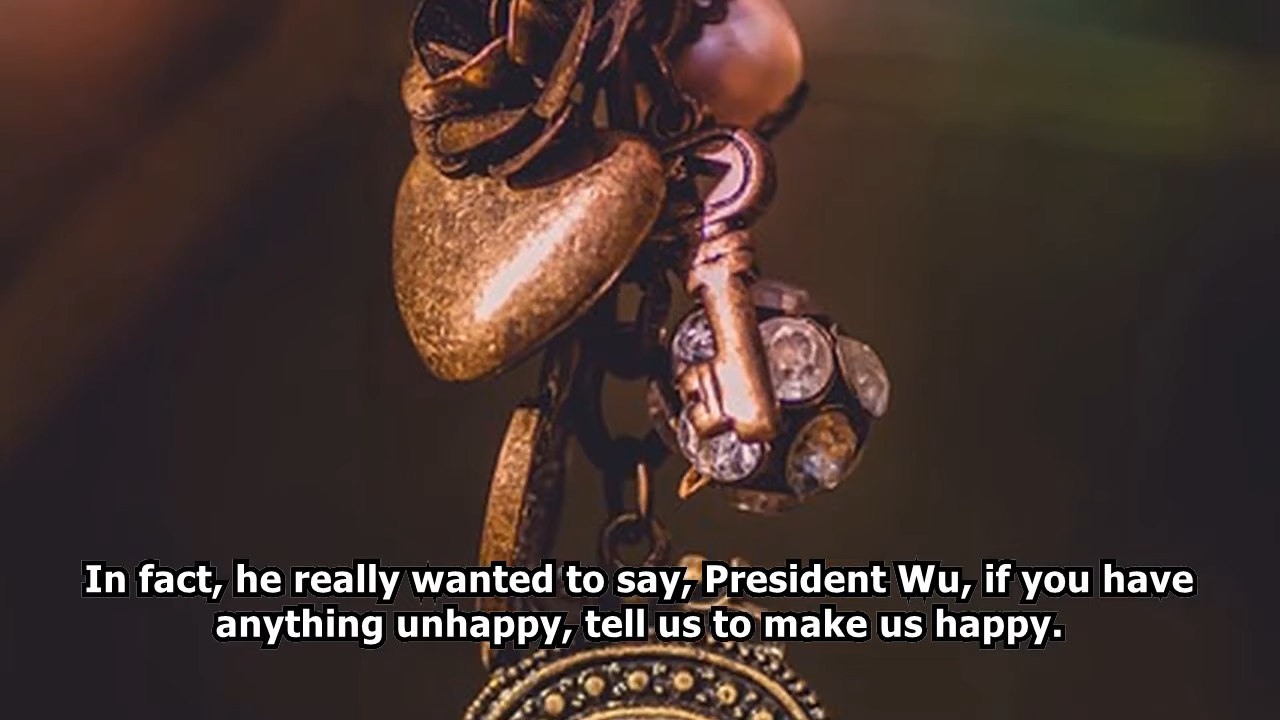 In fact, he really wanted to say, President Wu, if you have
anything unhappy, tell us to make us happy.